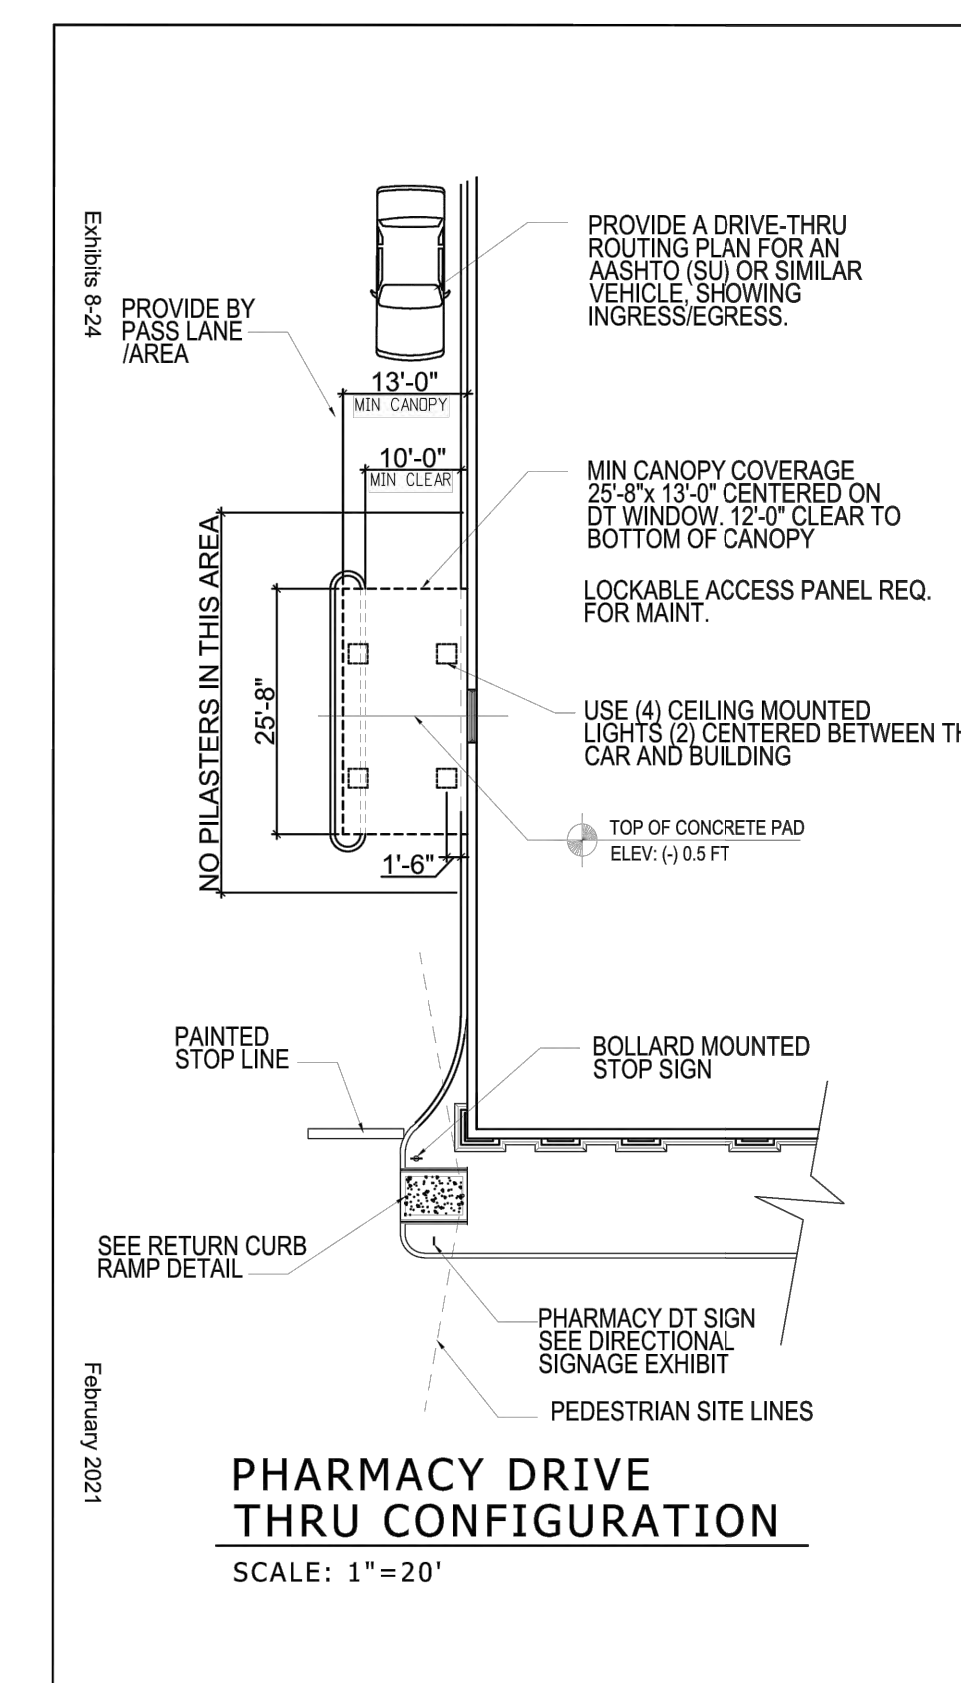 Exhibits 8-24
PROVIDE A DRIVE-THRU
ROUTING PLAN FOR AN
AASHTO (SU) OR SIMILAR
VEHICLE, SHOWING
INGRESS/EGRESS.
PROVIDE BY
PASS LANE
/AREA
13'-0"
MIN CANOPY
10'-0"
MIN CLEAR
MIN CANOPY COVERAGE
25'-8"x 13'-0" CENTERED ON
DT WINDOW. 12'-0" CLEAR TO
BOTTOM OF CANOPY
LOCKABLE ACCESS PANEL REQ.
FOR MAINT.
NO PILASTERS IN THIS AREA
25'-8"
USE (4) CEILING MOUNTED
LIGHTS (2) CENTERED BETWEEN TH
CAR AND BUILDING
TOP OF CONCRETE PAD
ELEV: (-) 0.5 FT
1'-6"
PAINTED
STOP LINE
BOLLARD MOUNTED
STOP SIGN
SEE RETURN CURB
RAMP DETAIL
PHARMACY DT SIGN
SEE DIRECTIONAL
SIGNAGE EXHIBIT
PEDESTRIAN SITE LINES
February 2021
PHARMACY DRIVE
THRU CONFIGURATION
SCALE: 1"=20'